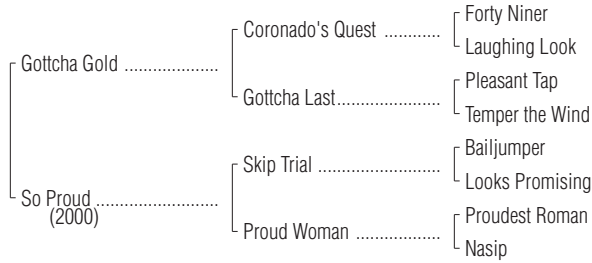 Forty Niner
Coronado's Quest ............
Laughing Look
Gottcha Gold ....................
Pleasant Tap
Gottcha Last......................
Temper the Wind
Bailjumper
Skip Trial ..........................
Looks Promising
So Proud ..........................
(2000)
Proudest Roman
Proud Woman ..................
Nasip